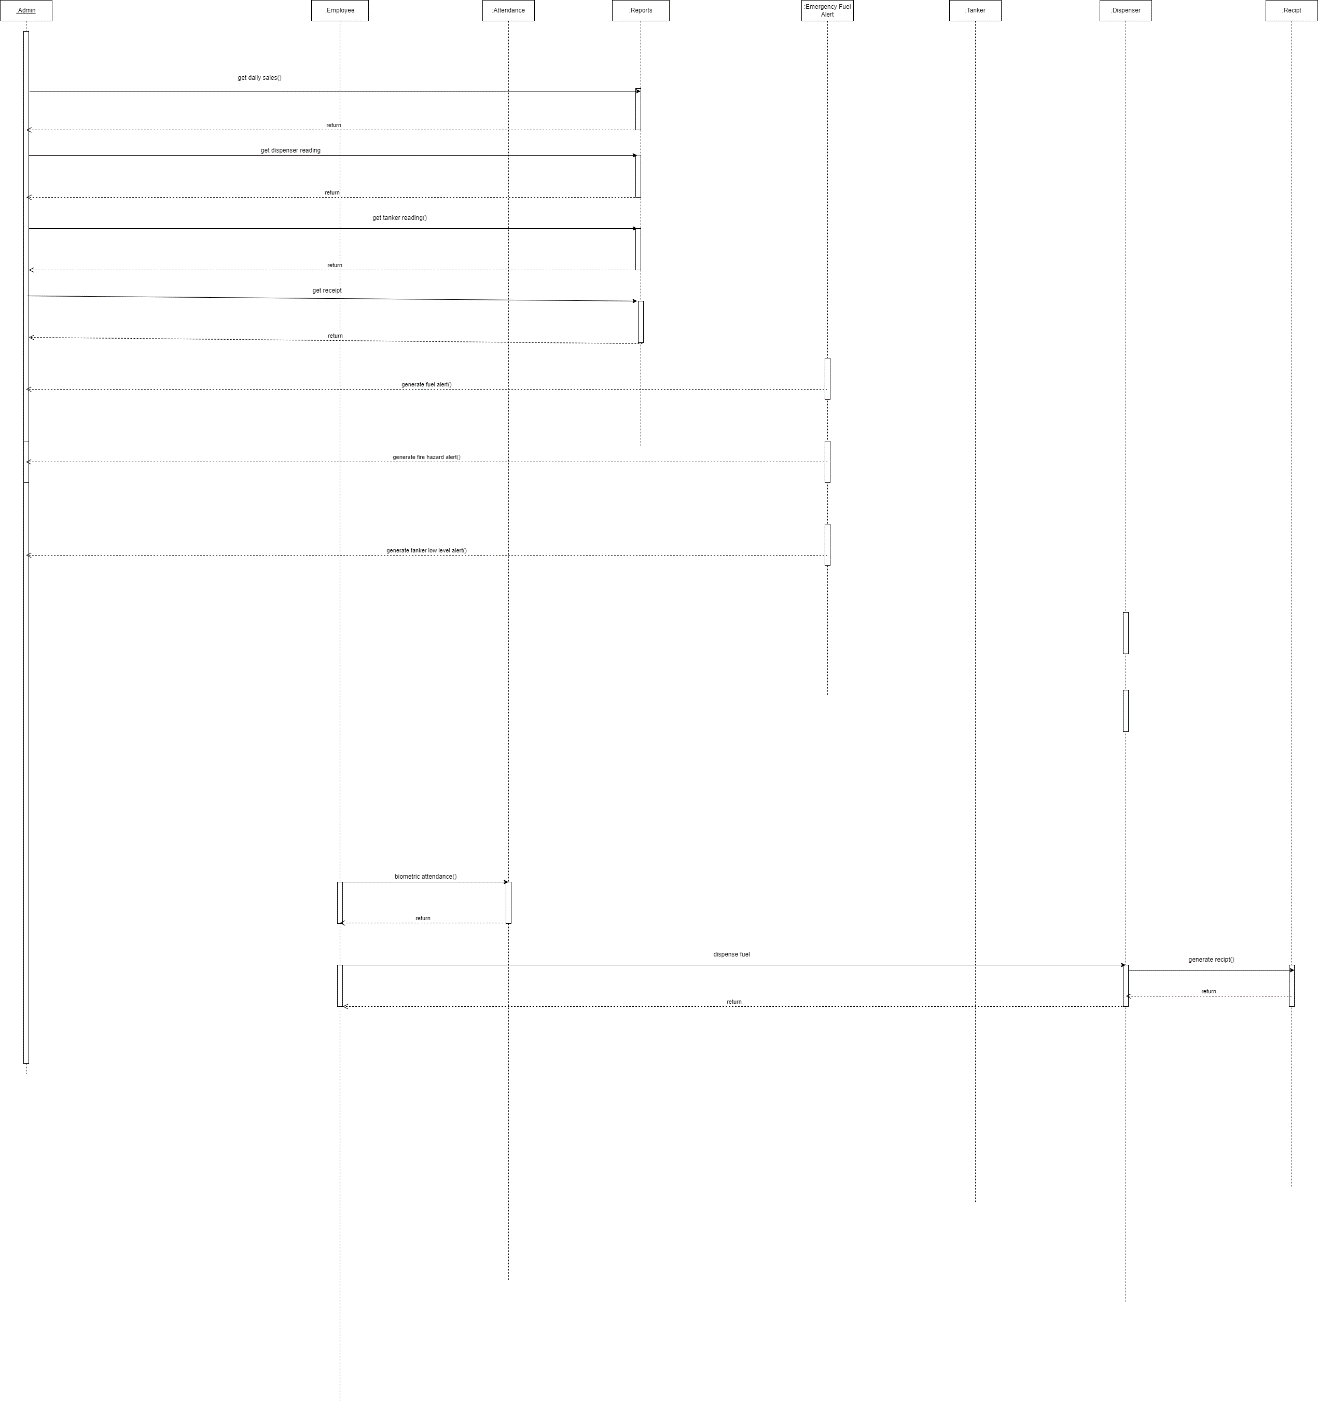 :Admin
Employee
:Attendance
Reports
:Emergency Fuel
Alert
Tanker
:Dispenser
:Recipt
get daily sales()
return
get dispenser reading
return
get tanker reading()
return
get receipt
return
generate fuel alert()
generate fire hazard alert()
generate tanker low level alert()
biometric attendance()
return
dispense fuel
generate recipt()
return
return